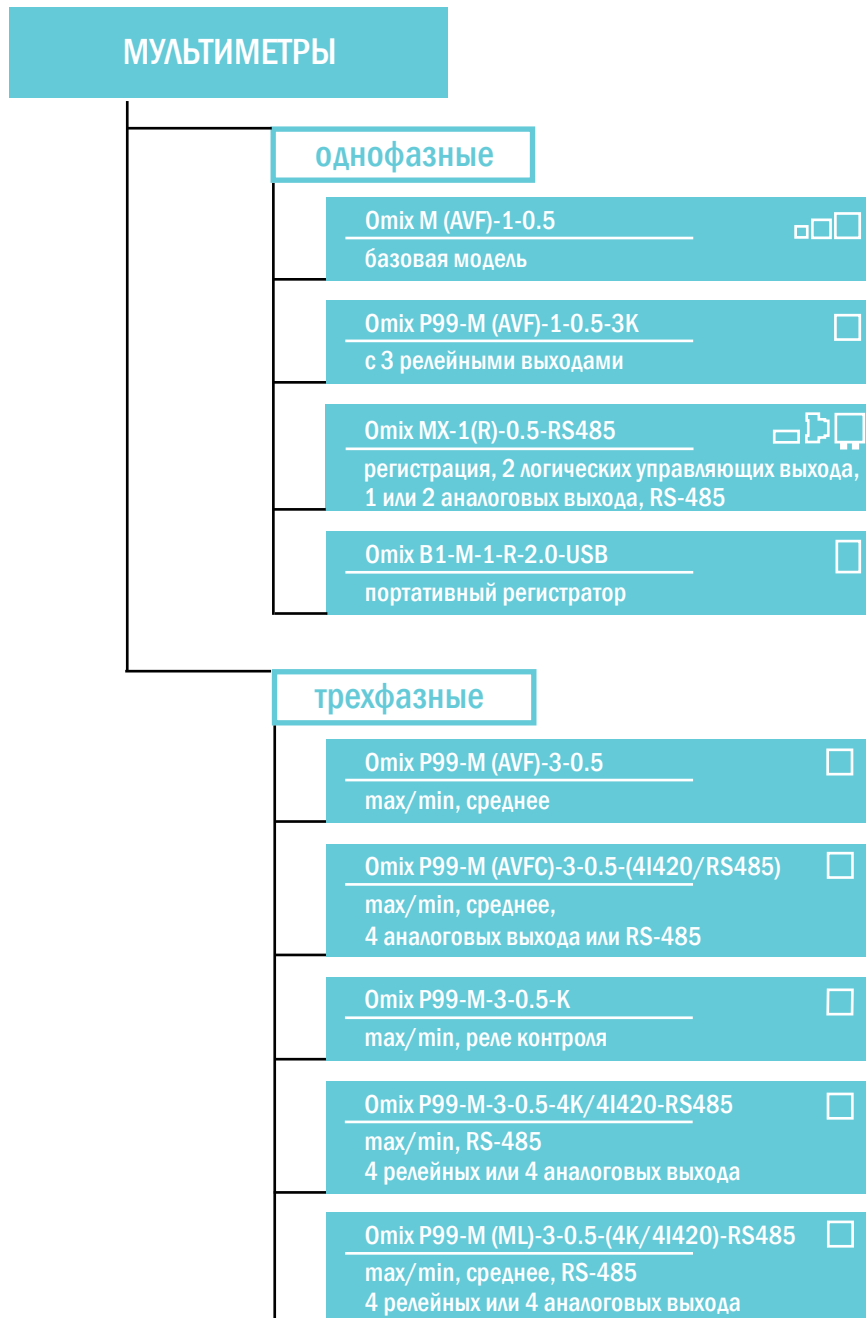 МУЛЬТИМЕТРЫ
однофазные
Omix M (AVF)-1-0.5
базовая модель
Omix P99-M (AVF)-1-0.5-3K
с 3 релейными выходами
Omix MX-1(R)-0.5-RS485
регистрация, 2 логических управляющих выхода,
1 или 2 аналоговых выхода, RS-485
Omix B1-M-1-R-2.0-USB
портативный регистратор
трехфазные
Omix P99-M (AVF)-3-0.5
max/min, среднее
Omix P99-M (AVFC)-3-0.5-(4I420/RS485)
max/min, среднее,
4 аналоговых выхода или RS-485
Omix P99-M-3-0.5-K
max/min, реле контроля
Omix P99-M-3-0.5-4K/4I420-RS485
max/min, RS-485
4 релейных или 4 аналоговых выхода
Omix P99-M (ML)-3-0.5-(4K/4I420)-RS485
max/min, среднее, RS-485
4 релейных или 4 аналоговых выхода